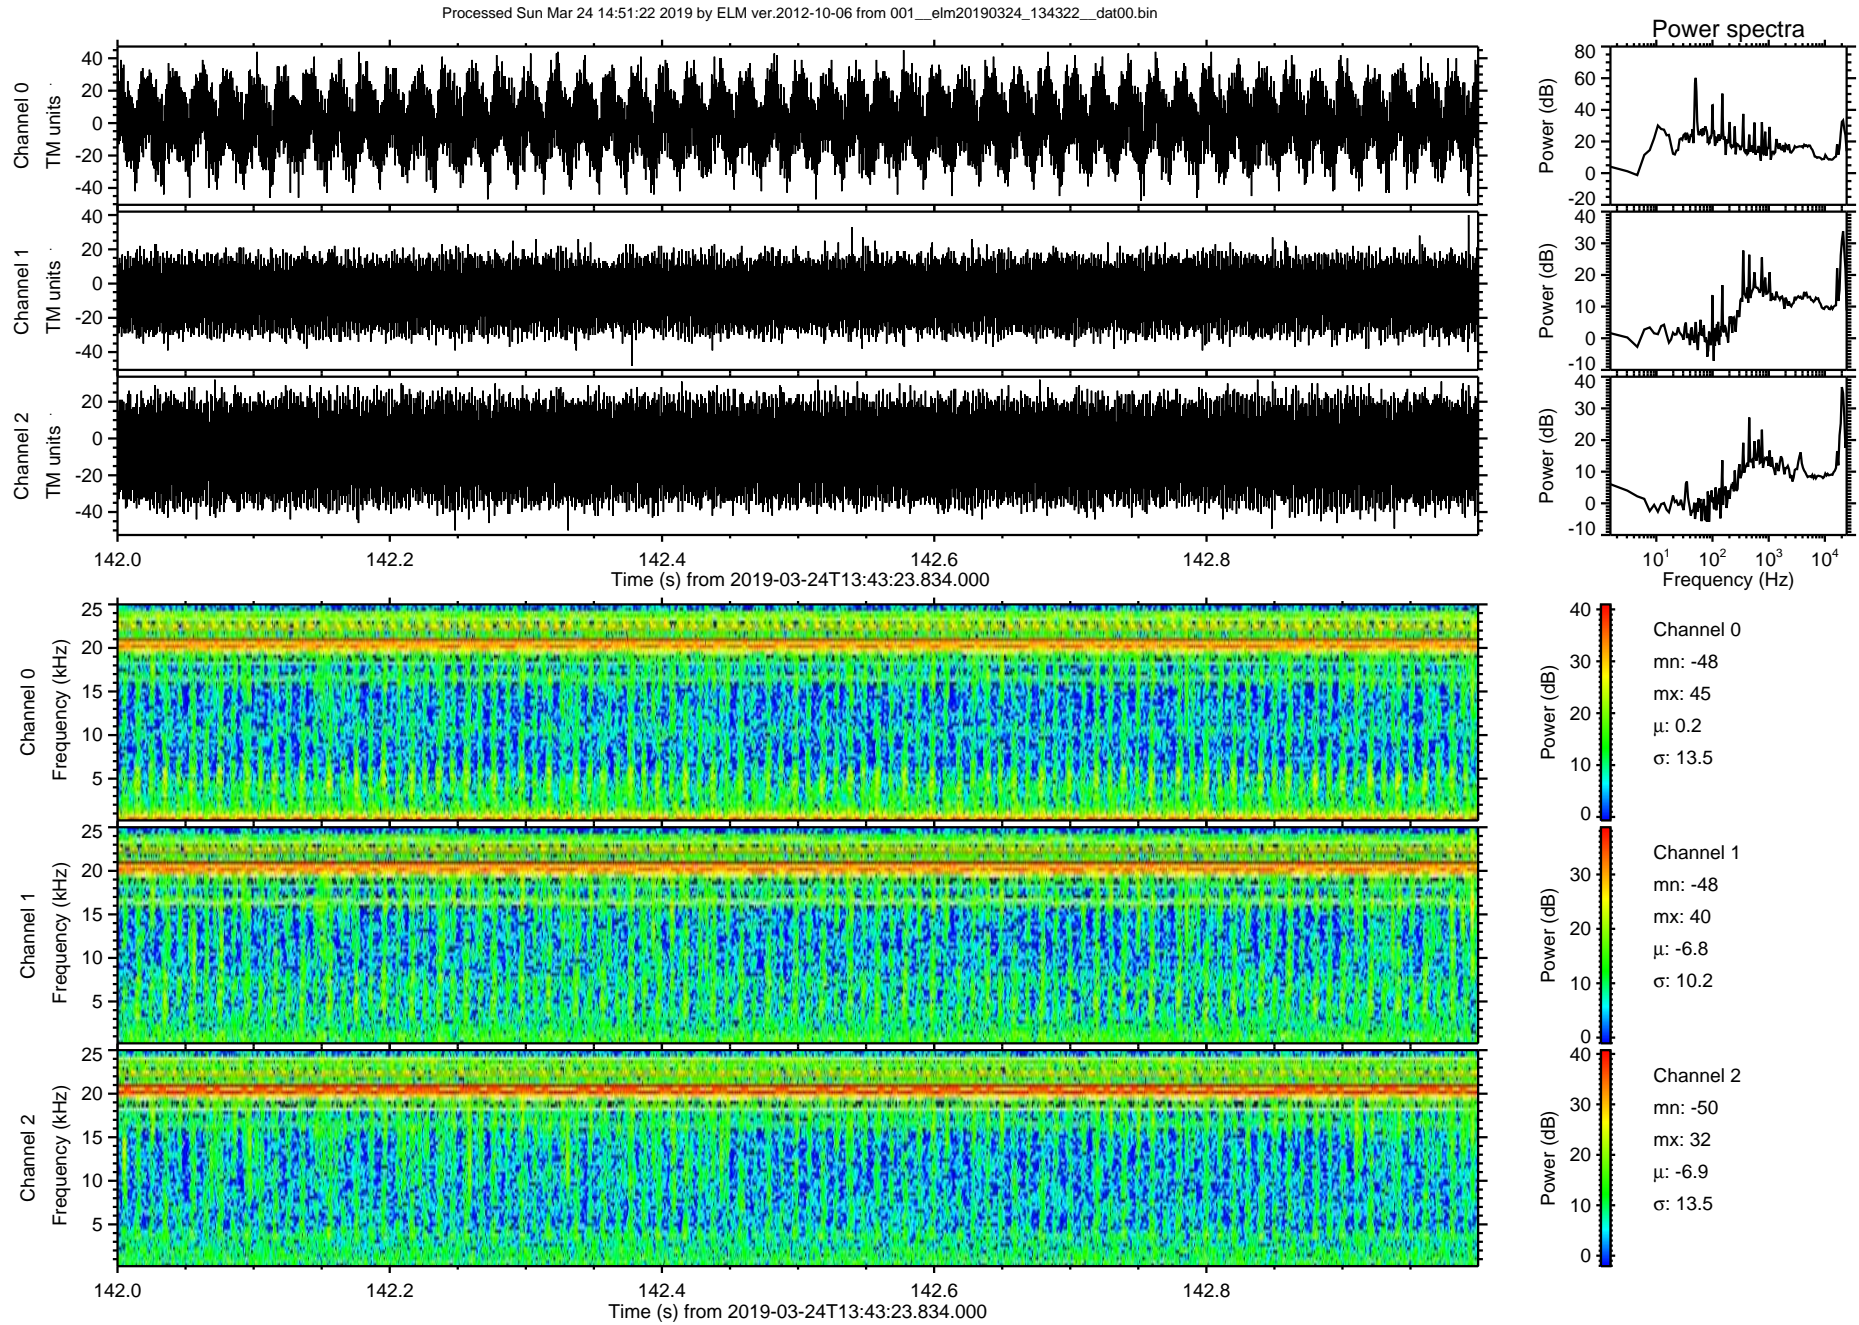 Processed Sun Mar 24 14:51:22 2019 by ELM ver.2012-10-06 from 001__elm20190324_134322__dat00.bin
Power spectra
Channel 0
TM units
40
20
0
-20
-40
Power (dB)
80
60
40
20
0
-20
Channel 1
TM units
40
20
0
-20
-40
Power (dB)
40
30
20
10
0
-10
Channel 2
TM units
20
0
-20
-40
Power (dB)
40
30
20
10
0
-10
142.0 142.2 142.4 142.6 142.8
Time (s) from 2019-03-24T13:43:23.834.000
10¹ 10² 10³ 10⁴
Frequency (Hz)
Channel 0
Frequency (kHz)
25
20
15
10
5
Power (dB)
40
30
20
10
0
Channel 0
mn: -48
mx: 45
μ: 0.2
σ: 13.5
Channel 1
Frequency (kHz)
25
20
15
10
5
Power (dB)
30
20
10
0
Channel 1
mn: -48
mx: 40
μ: -6.8
σ: 10.2
Channel 2
Frequency (kHz)
25
20
15
10
5
Power (dB)
40
30
20
10
0
Channel 2
mn: -50
mx: 32
μ: -6.9
σ: 13.5
142.0 142.2 142.4 142.6 142.8
Time (s) from 2019-03-24T13:43:23.834.000